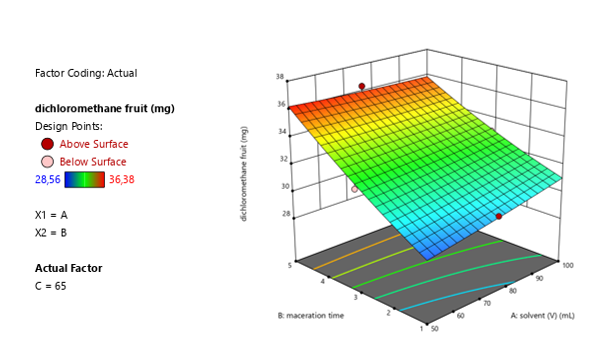 Factor Coding: Actual
dichloromethane fruit (mg)
Design Points:
Above Surface
Below Surface
28,56 36,38
X1 = A
X2 = B
Actual Factor
C = 65
dichloromethane fruit (mg)
38
36
34
32
30
28
5
4
3
2
1
50
60
70
80
90
100
B: maceration time
A: solvent (V) (mL)